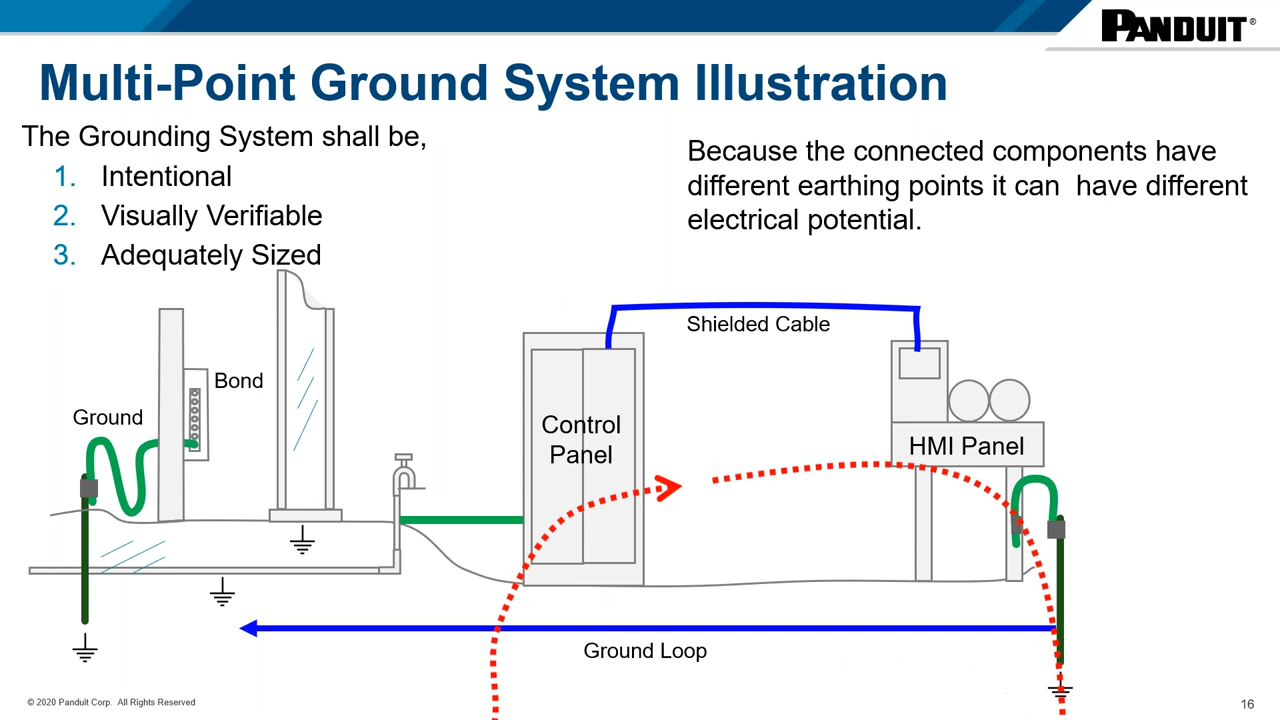 PANDUIT®
Multi-Point Ground System Illustration
The Grounding System shall be,
1. Intentional
2. Visually Verifiable
3. Adequately Sized
Because the connected components have
different earthing points it can  have different
electrical potential.
Shielded Cable
Bond
Ground
Control
Panel
HMI Panel
Ground Loop
© 2020 Panduit Corp.  All Rights Reserved
16